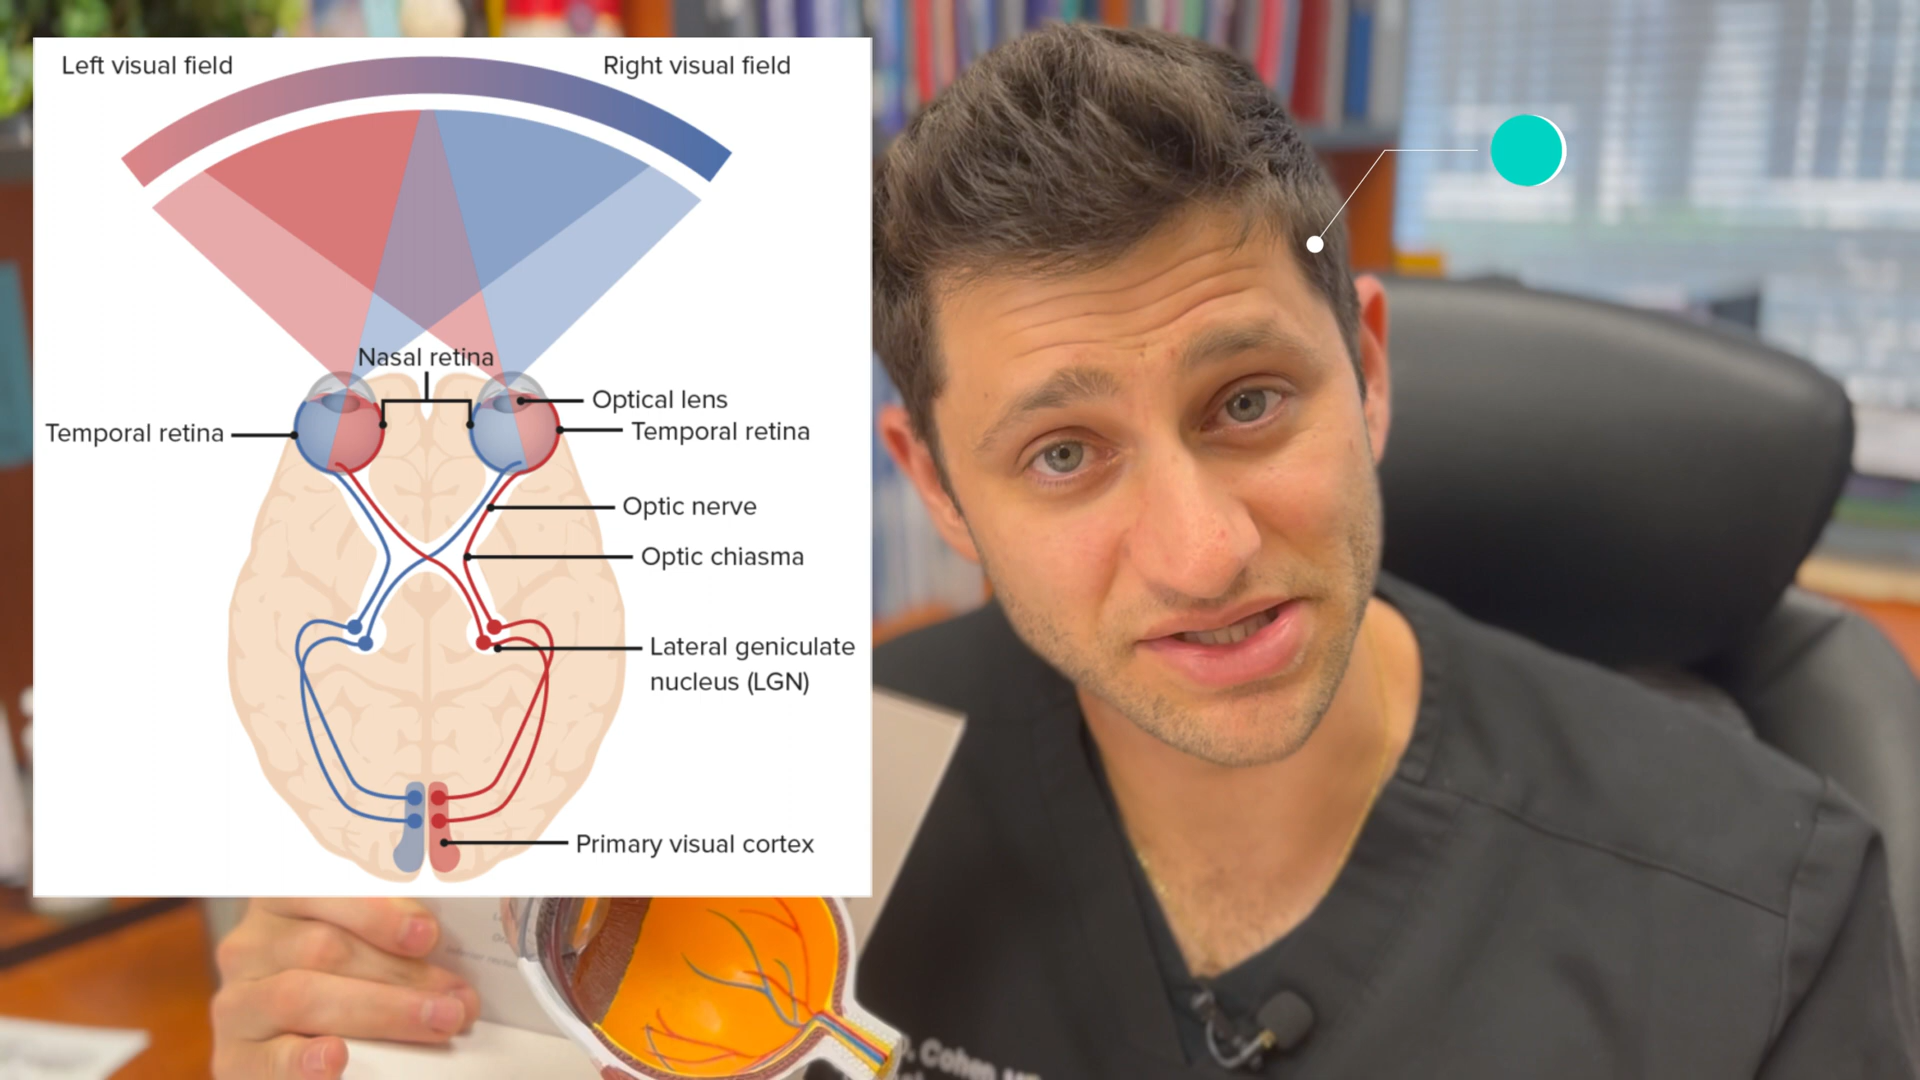 Left visual field
Right visual field
Nasal retina
Optical lens
Temporal retina
Temporal retina
Optic nerve
Optic chiasma
Lateral geniculate
nucleus (LGN)
Primary visual cortex
Cohen